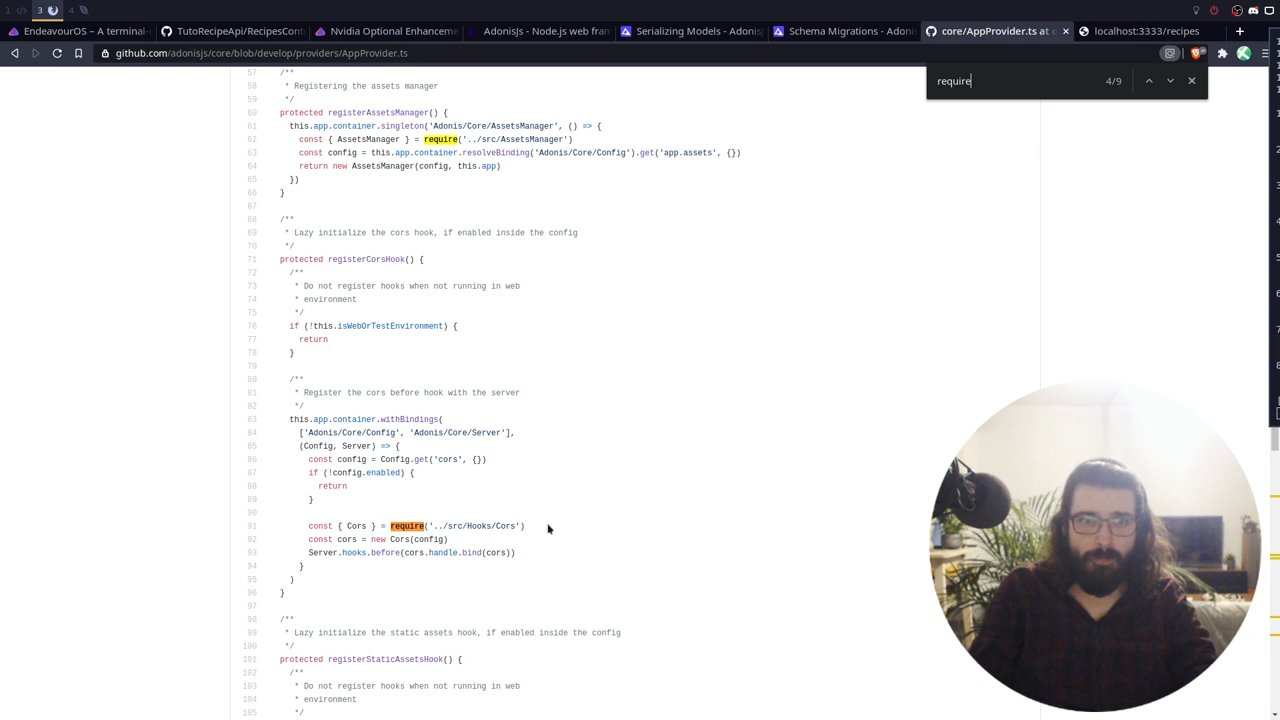 1
3
4
EndeavourOS – A terminal-
TutoRecipeApi/RecipesCont
Nvidia Optional Enhanceme
AdonisJs - Node.js web fran
Serializing Models - Adonis
Schema Migrations - Adoni
core/AppProvider.ts at d
localhost:3333/recipes
github.com/adonisjs/core/blob/develop/providers/AppProvider.ts
require
4/9
57 /**
58 * Registering the assets manager
59 */
60 protected registerAssetsManager() {
61 this.app.container.singleton('Adonis/Core/AssetsManager', () => {
62 const { AssetsManager } = require('../src/AssetsManager')
63 const config = this.app.container.resolveBinding('Adonis/Core/Config').get('app.assets', {})
64 return new AssetsManager(config, this.app)
65 })
66 }
67
68 /**
69 * Lazy initialize the cors hook, if enabled inside the config
70 */
71 protected registerCorsHook() {
72 /**
73 * Do not register hooks when not running in web
74 * environment
75 */
76 if (!this.isWebOrTestEnvironment) {
77 return
78 }
79
80 /**
81 * Register the cors before hook with the server
82 */
83 this.app.container.withBindings(
84 ['Adonis/Core/Config', 'Adonis/Core/Server'],
85 (Config, Server) => {
86 const config = Config.get('cors', {})
87 if (!config.enabled) {
88 return
89 }
90
91 const { Cors } = require('../src/Hooks/Cors')
92 const cors = new Cors(config)
93 Server.hooks.before(cors.handle.bind(cors))
94 }
95 )
96 }
97
98 /**
99 * Lazy initialize the static assets hook, if enabled inside the config
100 */
101 protected registerStaticAssetsHook() {
102 /**
103 * Do not register hooks when not running in web
104 * environment
105 */